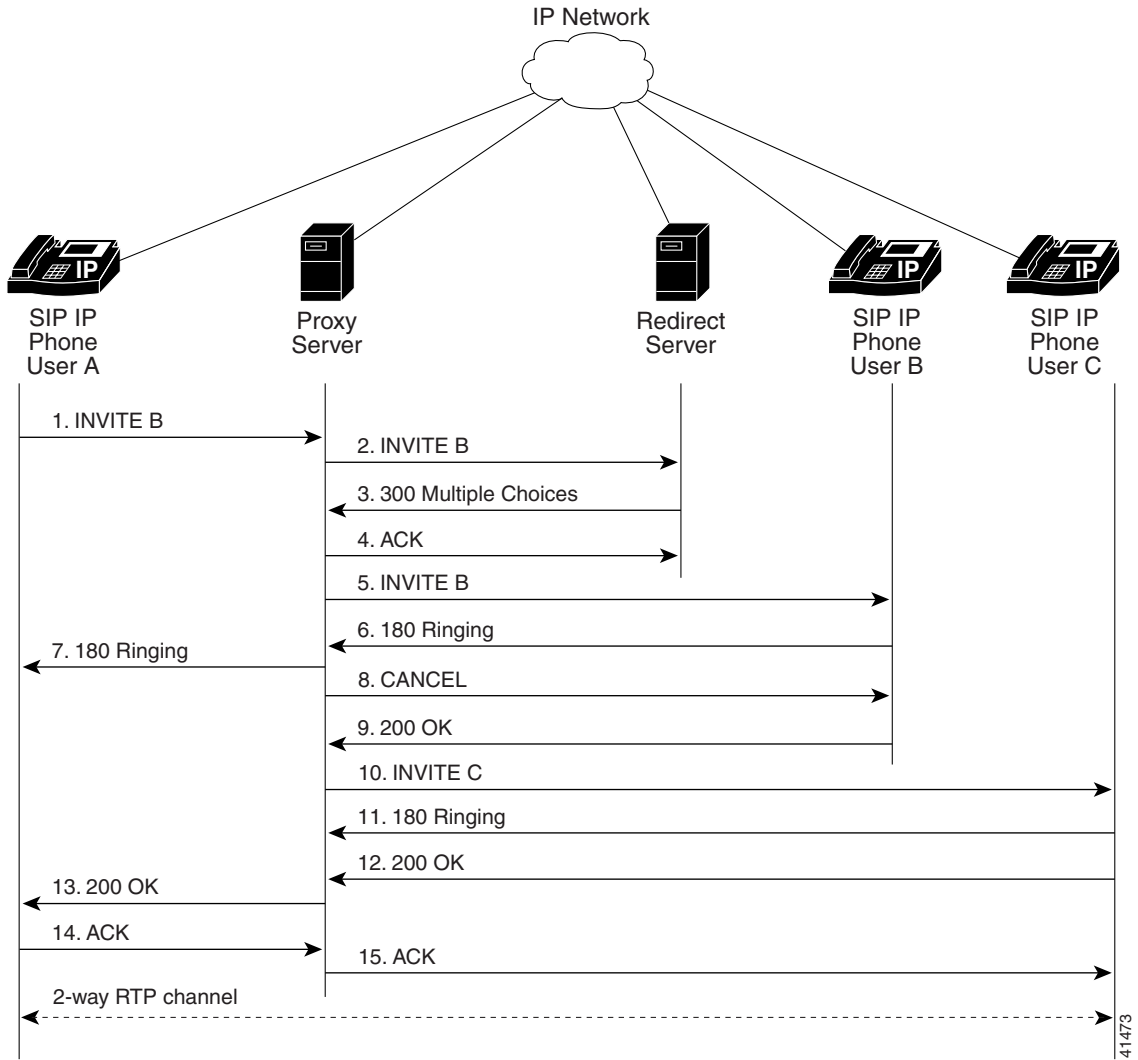 IP Network
IP
IP
IP
SIP IP
Phone
User A
Proxy
Server
Redirect
Server
SIP IP
Phone
User B
SIP IP
Phone
User C
1. INVITE B
2. INVITE B
3. 300 Multiple Choices
4. ACK
5. INVITE B
6. 180 Ringing
7. 180 Ringing
8. CANCEL
9. 200 OK
10. INVITE C
11. 180 Ringing
12. 200 OK
13. 200 OK
14. ACK
15. ACK
2-way RTP channel
41473